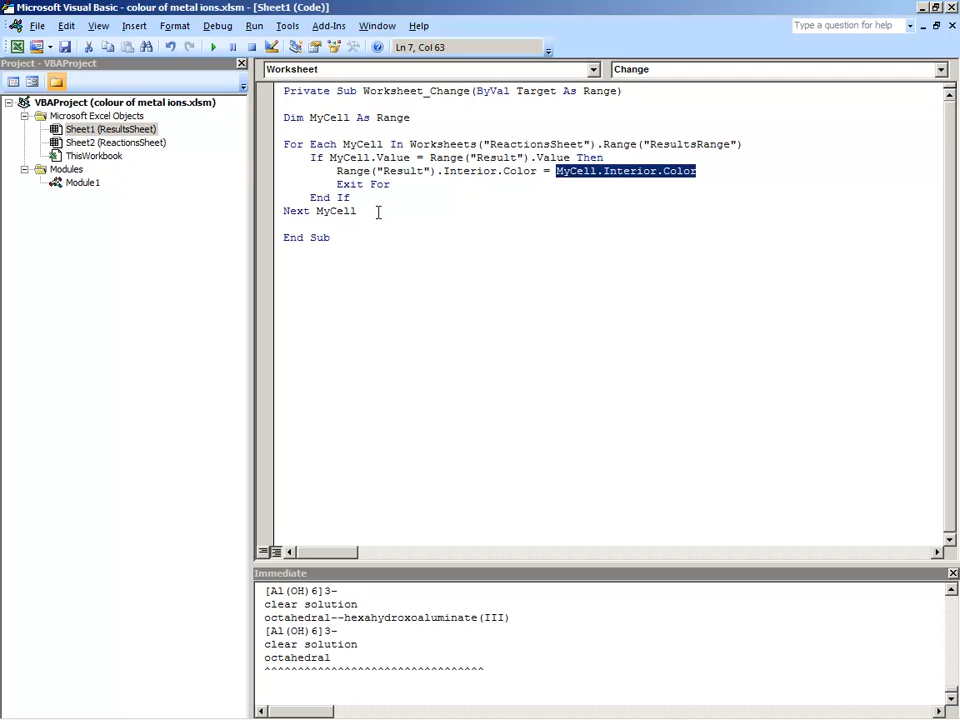 Microsoft Visual Basic - colour of metal ions.xlsm - [Sheet1 (Code)]
File Edit View Insert Format Debug Run Tools Add-Ins Window Help
Type a question for help
Ln 7, Col 63
Project - VBAProject
Worksheet
Change
VBAProject (colour of metal ions.xlsm)
Microsoft Excel Objects
Sheet1 (ResultsSheet)
Sheet2 (ReactionsSheet)
ThisWorkbook
Modules
Module1
Private Sub Worksheet_Change(ByVal Target As Range)
Dim MyCell As Range
For Each MyCell In Worksheets("ReactionsSheet").Range("ResultsRange")
If MyCell.Value = Range("Result").Value Then
Range("Result").Interior.Color = MyCell.Interior.Color
Exit For
End If
Next MyCell
End Sub
Immediate
[Al(OH)6]3-
clear solution
octahedral--hexahydroxoaluminate(III)
[Al(OH)6]3-
clear solution
octahedral
^^^^^^^^^^^^^^^^^^^^^^^^^^^^^^^^^